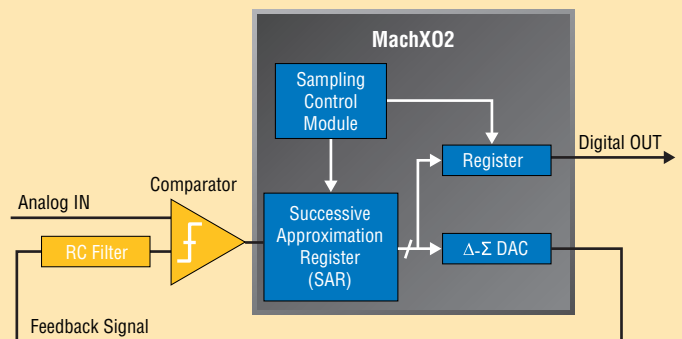 MachXO2
Sampling
Control
Module
Digital OUT
Register
Comparator
Analog IN
Successive
Approximation
Register
(SAR)
RC Filter
Δ-Σ DAC
Feedback Signal